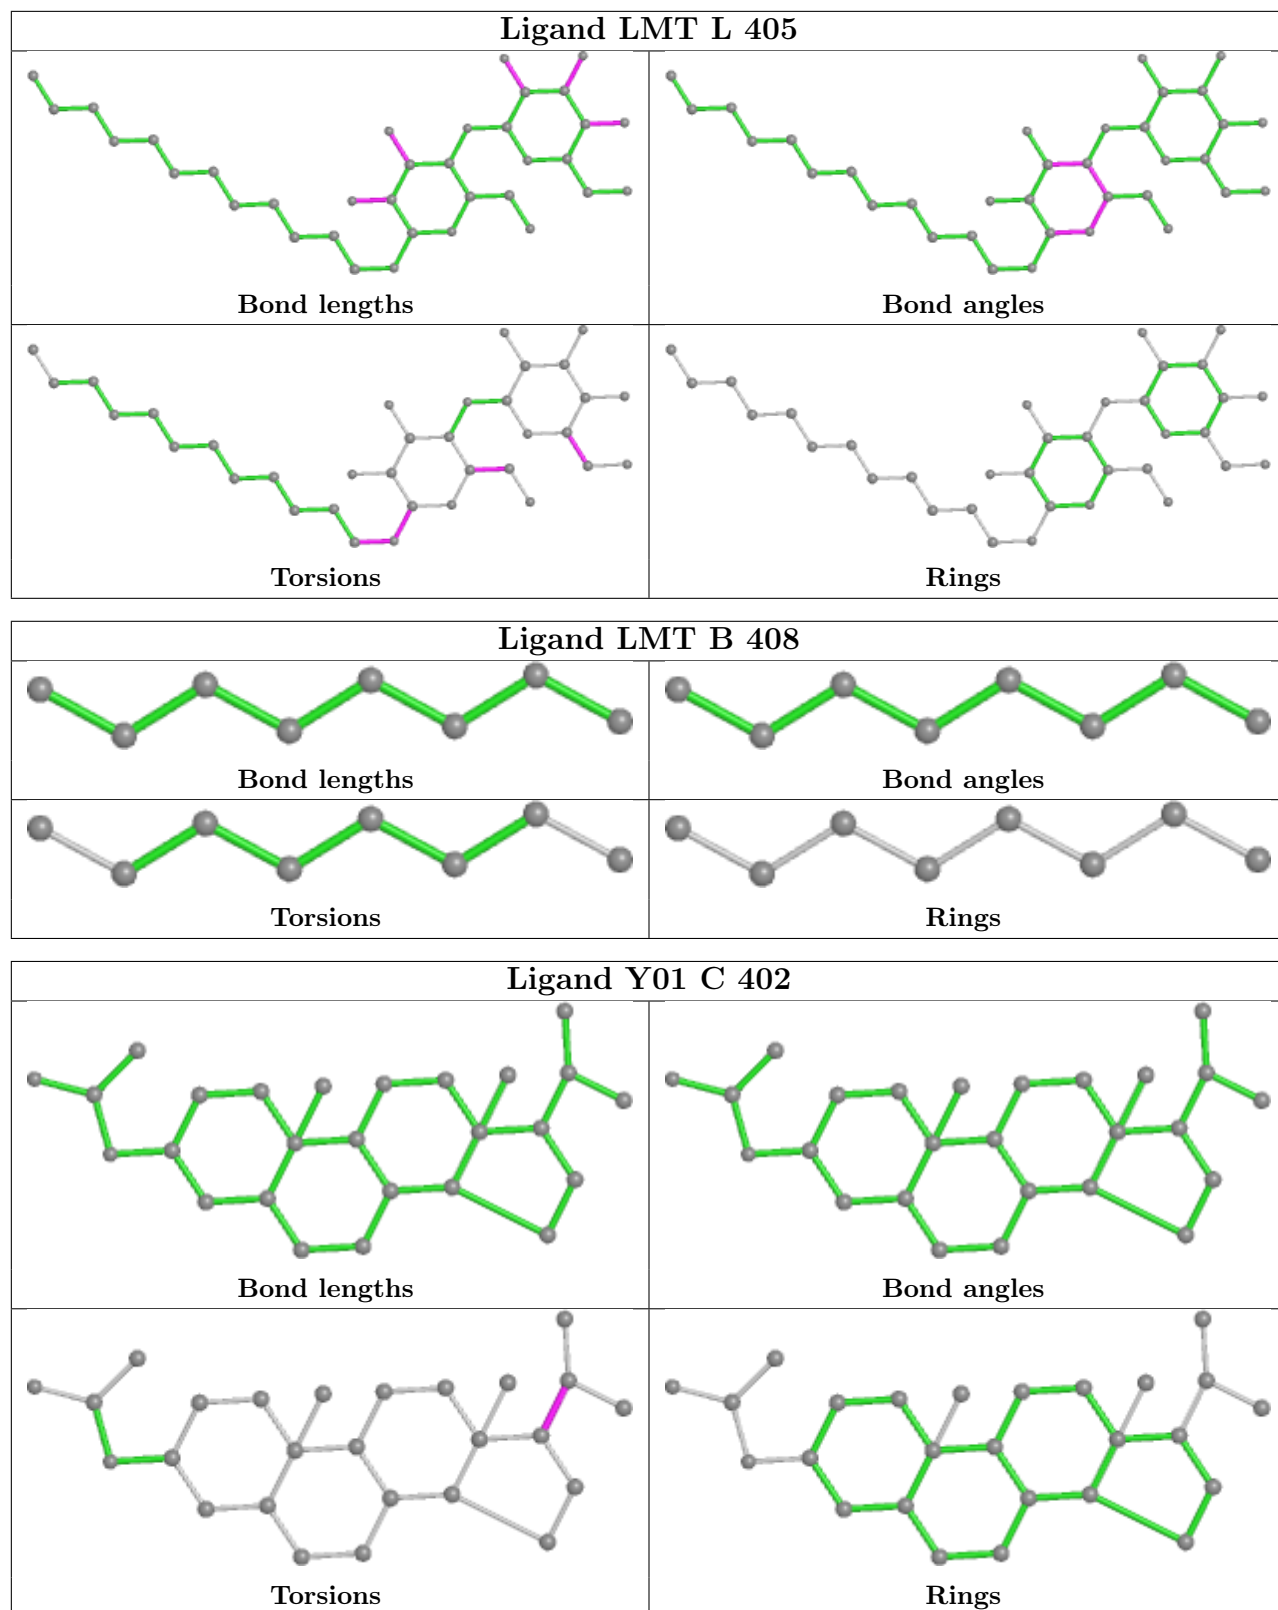 Ligand LMT L 405
Bond lengths
Bond angles
Torsions
Rings
Ligand LMT B 408
Bond lengths
Bond angles
Torsions
Rings
Ligand Y01 C 402
Bond lengths
Bond angles
Torsions
Rings